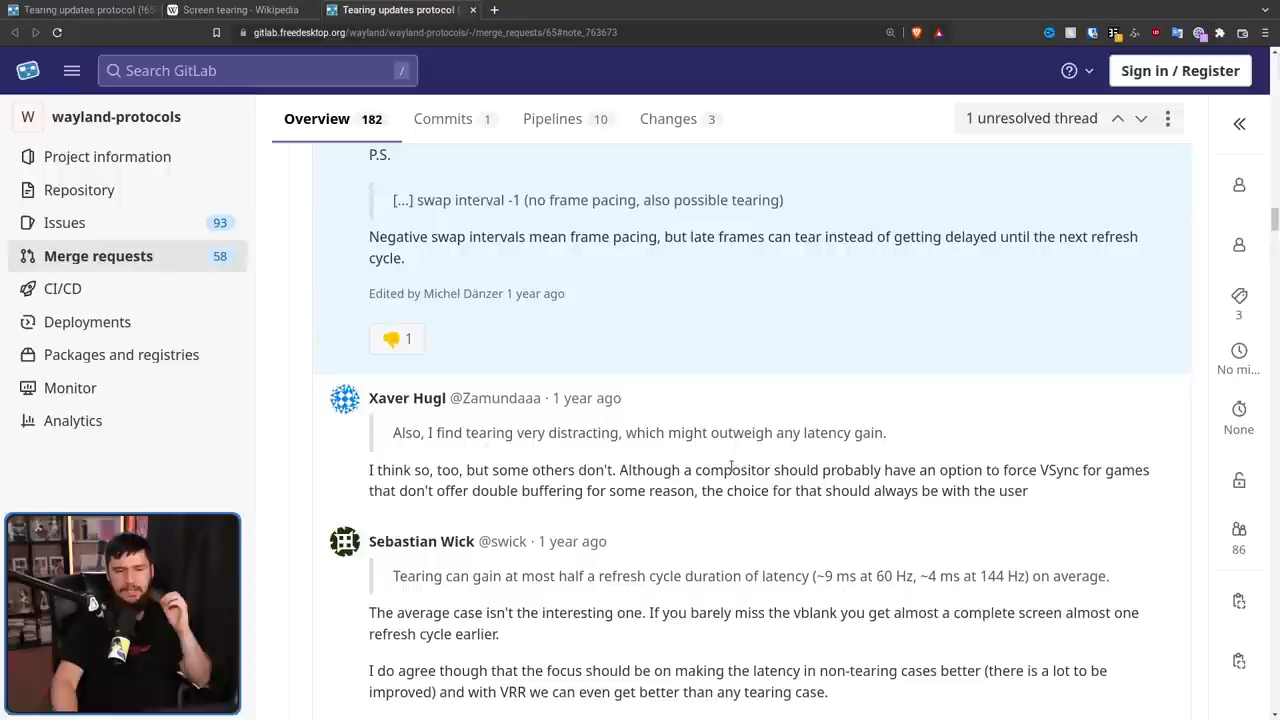 Tearing updates protocol (!65
Screen tearing - Wikipedia
Tearing updates protocol (
gitlab.freedesktop.org/wayland/wayland-protocols/-/merge_requests/65#note_763673
Search GitLab
/
Sign in / Register
W
wayland-protocols
Project information
Repository
Issues
93
Merge requests
58
CI/CD
Deployments
Packages and registries
Monitor
Analytics
Overview 182
Commits 1
Pipelines 10
Changes 3
1 unresolved thread
P.S.
[...] swap interval -1 (no frame pacing, also possible tearing)
Negative swap intervals mean frame pacing, but late frames can tear instead of getting delayed until the next refresh
cycle.
Edited by Michel Dänzer 1 year ago
1
Xaver Hugl @Zamundaaa · 1 year ago
Also, I find tearing very distracting, which might outweigh any latency gain.
I think so, too, but some others don't. Although a compositor should probably have an option to force VSync for games
that don't offer double buffering for some reason, the choice for that should always be with the user
Sebastian Wick @swick · 1 year ago
Tearing can gain at most half a refresh cycle duration of latency (~9 ms at 60 Hz, ~4 ms at 144 Hz) on average.
The average case isn't the interesting one. If you barely miss the vblank you get almost a complete screen almost one
refresh cycle earlier.
I do agree though that the focus should be on making the latency in non-tearing cases better (there is a lot to be
improved) and with VRR we can even get better than any tearing case.
3
No mi...
None
86